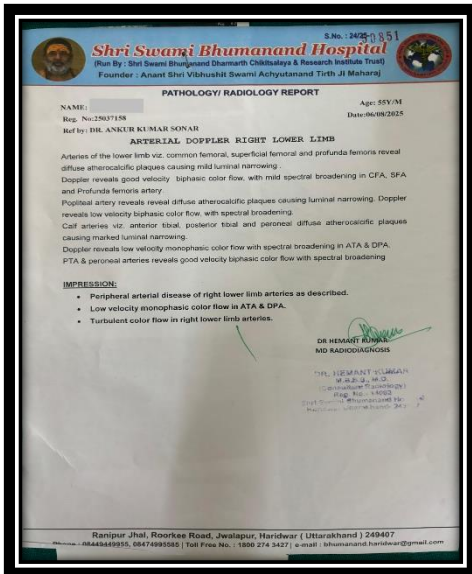 S.No. : 24/25-50851
Shri Swami Bhumanand Hospital
(Run By : Shri Swami Bhumanand Dharmarth Chikitsalaya & Research Institute Trust)
Founder : Anant Shri Vibhushit Swami Achyutanand Tirth Ji Maharaj
PATHOLOGY/ RADIOLOGY REPORT
NAME:
Age: 55Y/M
Reg. No:25037158
Date:06/08/2025
Ref by: DR. ANKUR KUMAR SONAR
ARTERIAL DOPPLER RIGHT LOWER LIMB
Arteries of the lower limb viz. common femoral, superficial femoral and profunda femoris reveal
diffuse atherocalcific plaques causing mild luminal narrowing .
Doppler reveals good velocity biphasic color flow, with mild spectral broadening in CFA, SFA
and Profunda femoris artery
Popliteal artery reveals reveal diffuse atherocalcific plaques causing luminal narrowing. Doppler
reveals low velocity biphasic color flow, with spectral broadening.
Calf arteries viz. anterior tibial, posterior tibial and peroneal diffuse atherocalcific plaques
causing marked luminal narrowing.
Doppler reveals low velocity monophasic color flow with spectral broadening in ATA & DPA.
PTA & peroneal arteries reveals good velocity biphasic color flow with spectral broadening
IMPRESSION:
• Peripheral arterial disease of right lower limb arteries as described.
• Low velocity monophasic color flow in ATA & DPA.
• Turbulent color flow in right lower limb arteries.
DR HEMANT KUMAR
MD RADIODIAGNOSIS
DR. HEMANT KUMAR
M.B.B.S., M.D.
(Consultant Radiology)
Reg. No.-
Shri Swami Bhumanand
Ranipur Jhal, Roorkee Road, Jwalapur, Haridwar ( Uttarakhand ) 249407
Phone : 08449449955, 08474995588 | Toll Free No. : 1800 274 3427 | e-mail : bhumanand.haridwar@gmail.com